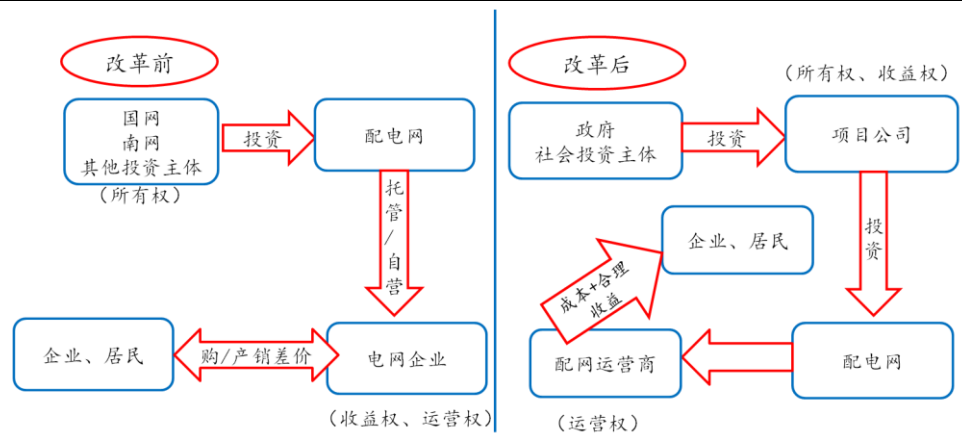 改革前
国网
南网
其他投资主体
(所有权)
投资
配电网
托管/自营
企业、居民
购/产销差价
电网企业
(收益权、运营权)
改革后
(所有权、收益权)
政府
社会投资主体
投资
项目公司
投资
企业、居民
成本+合理
收益
配网运营商
配电网
(运营权)